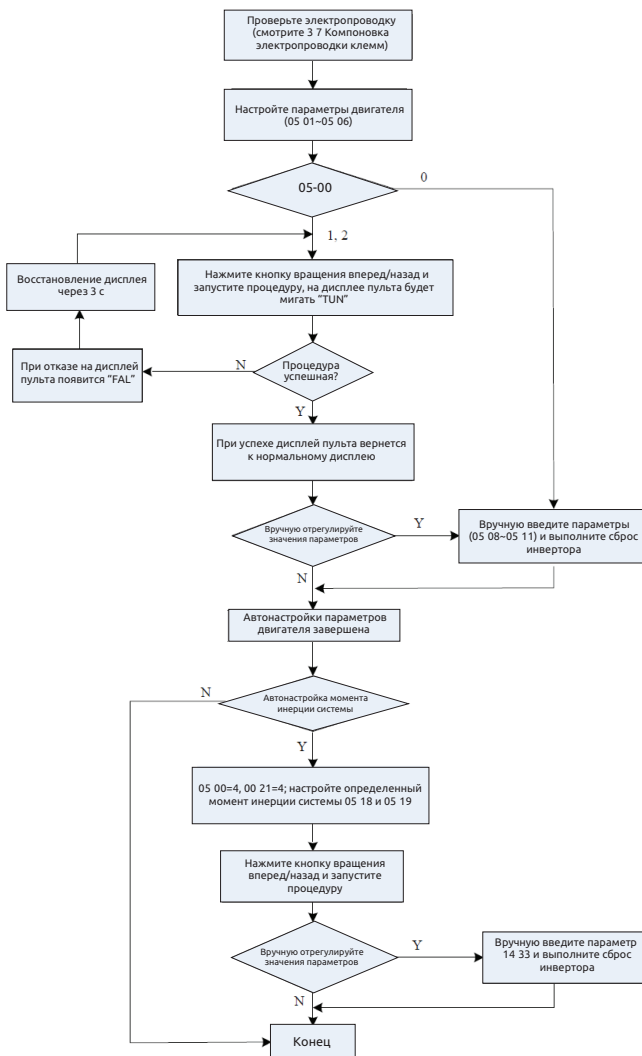 Проверьте электропроводку
(смотрите 3 7 Компоновка
электропроводки клемм)
Настройте параметры двигателя
(05 01~05 06)
05-00
0
1, 2
Нажмите кнопку вращения вперед/назад и
запустите процедуру, на дисплее пульта будет
мигать “TUN”
Восстановление дисплея
через 3 с
Процедура
успешная?
N
При отказе на дисплей
пульта появится “FAL”
Y
При успехе дисплей пульта вернется
к нормальному дисплею
Вручную отрегулируйте
значения параметров
Y
Вручную введите параметры
(05 08~05 11) и выполните сброс
инвертора
N
Автонастройки параметров
двигателя завершена
Автонастройка момента
инерции системы
N
Y
05 00=4, 00 21=4; настройте определенный
момент инерции системы 05 18 и 05 19
Нажмите кнопку вращения
вперед/назад и запустите
процедуру
Вручную отрегулируйте
значения параметров
Y
Вручную введите параметр
14 33 и выполните сброс
инвертора
N
Конец